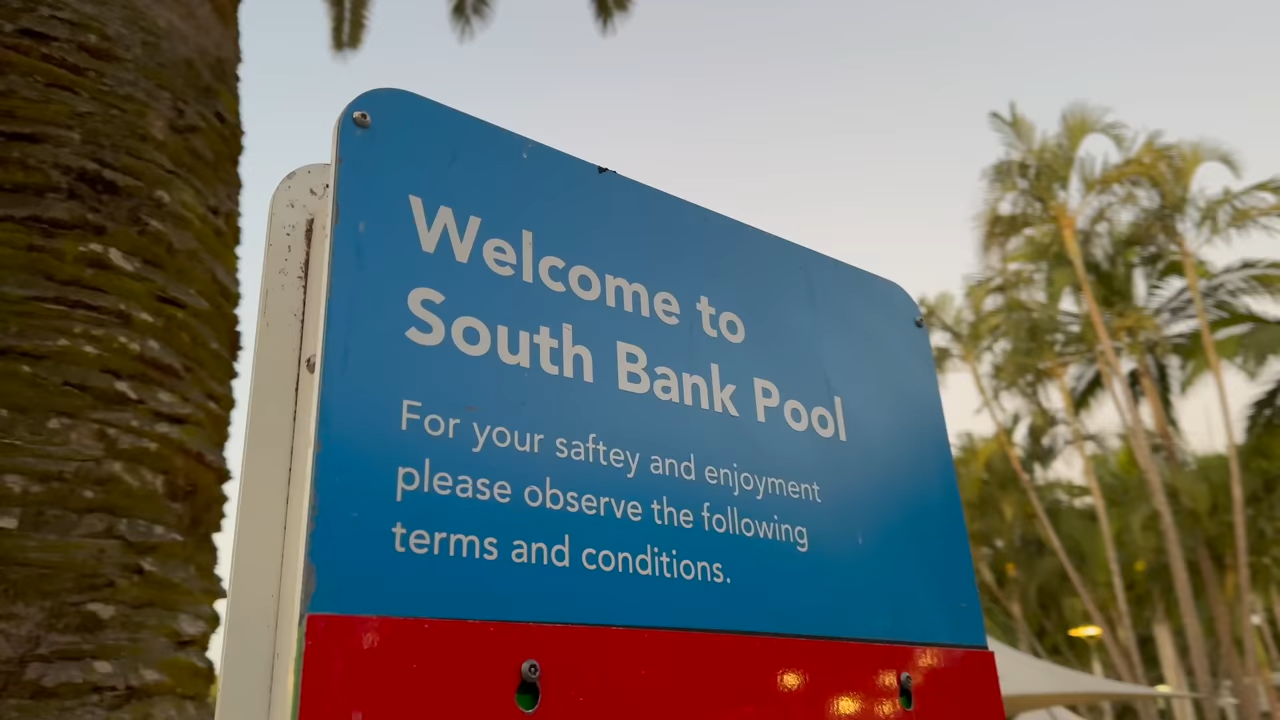 Welcome to
South Bank Pool
For your saftey and enjoyment
please observe the following
terms and conditions.